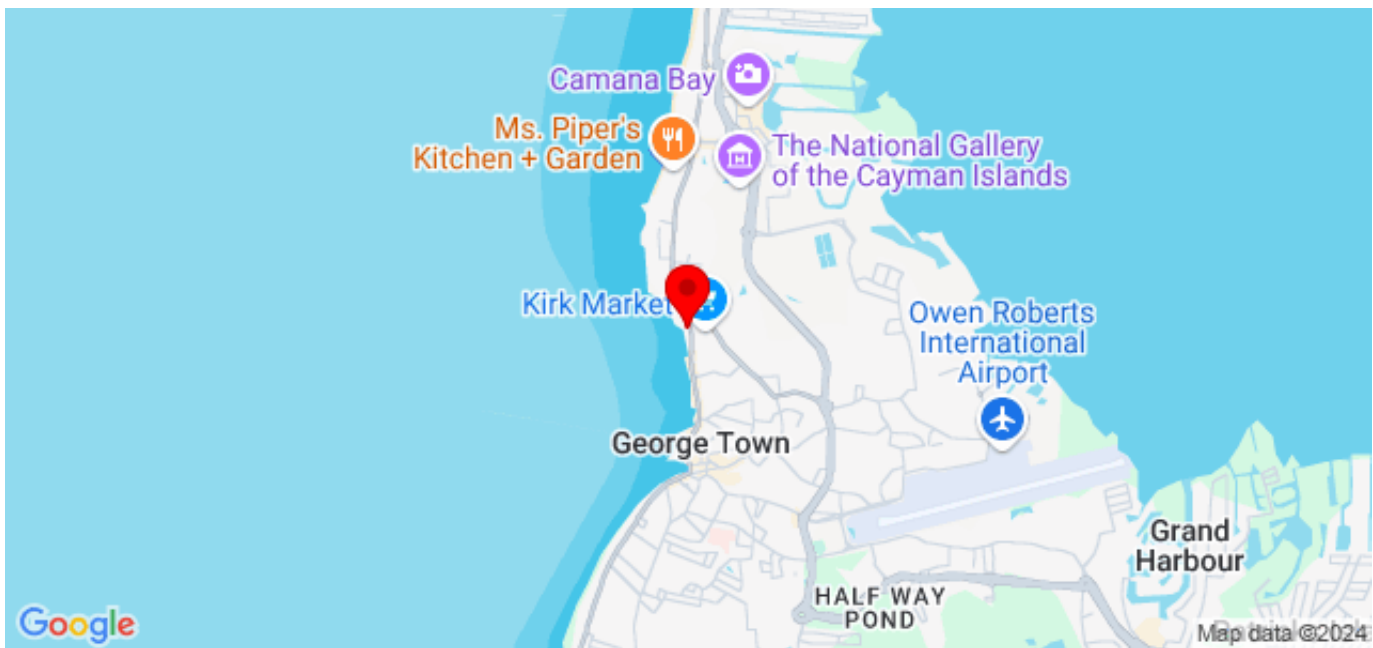 Camana Bay
Ms. Piper's
Kitchen + Garden
The National Gallery
of the Cayman Islands
Kirk Market
Owen Roberts
International
Airport
George Town
Grand
Harbour
HALF WAY
POND
Google
Map data ©2024